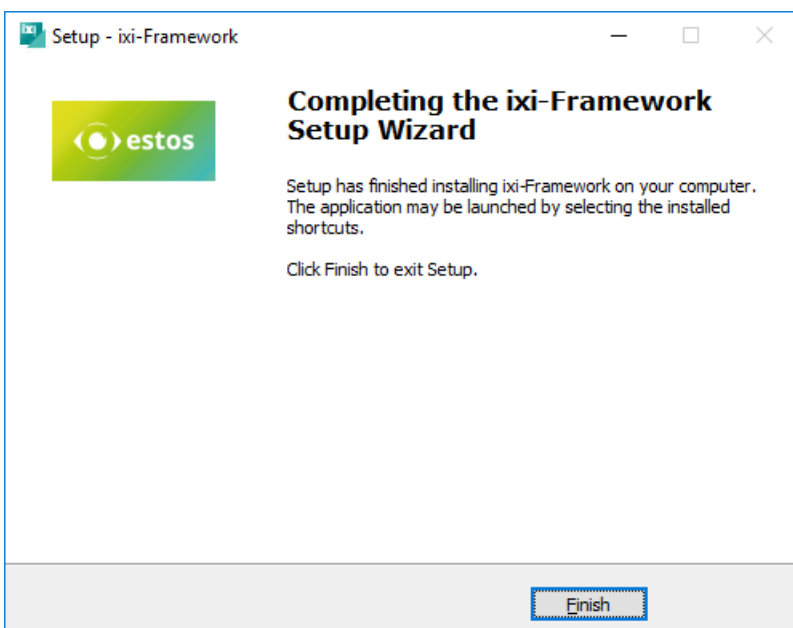 ixi
Setup - ixi-Framework
estos
Completing the ixi-Framework
Setup Wizard
Setup has finished installing ixi-Framework on your computer.
The application may be launched by selecting the installed
shortcuts.
Click Finish to exit Setup.
Finish